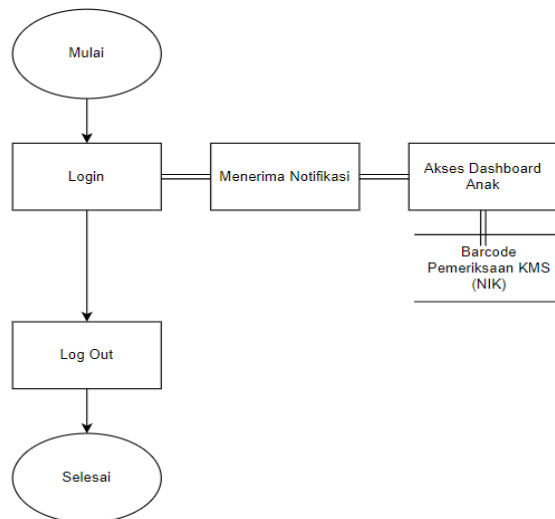 Mulai
Login
Menerima Notifikasi
Akses Dashboard
Anak
Barcode
Pemeriksaan KMS
(NIK)
Log Out
Selesai